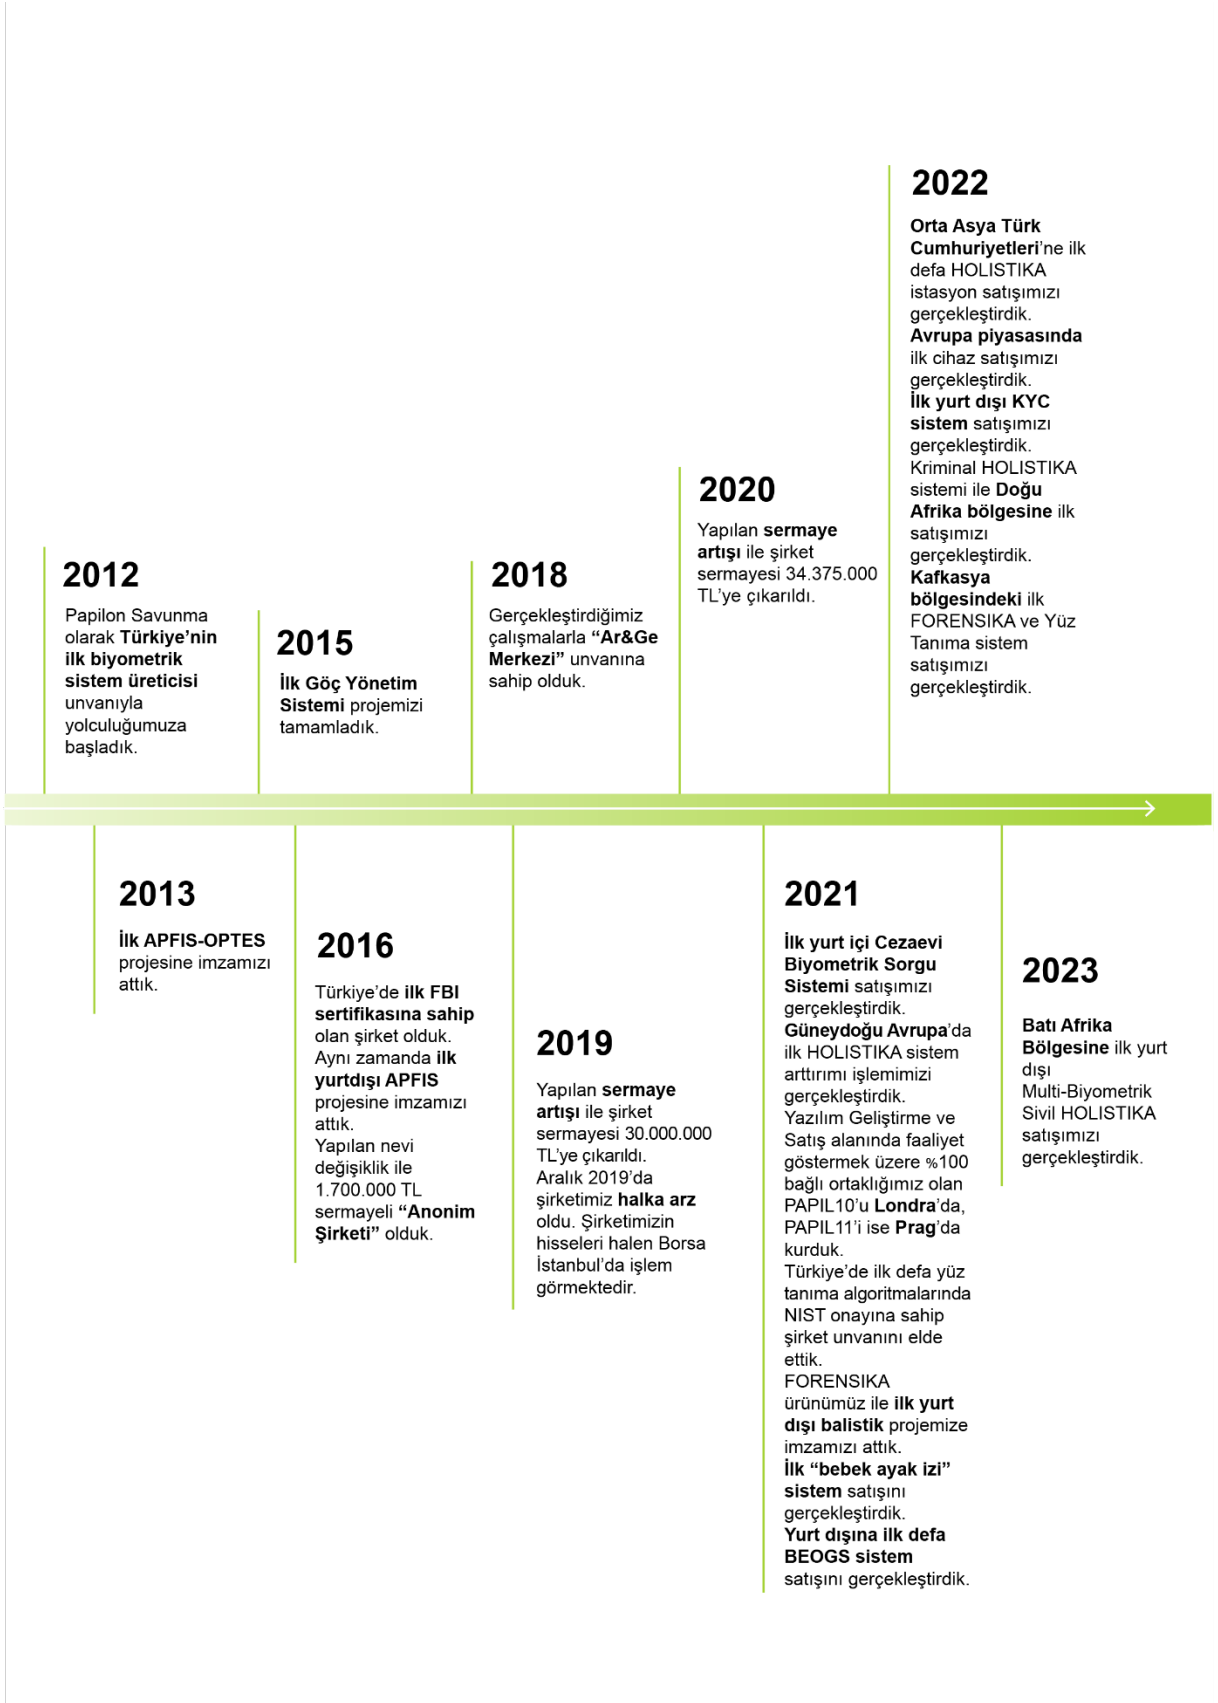 2012
Papilon Savunma
olarak Türkiye’nin
ilk biyometrik
sistem üreticisi
unvanıyla
yolculuğumuza
başladık.
2013
İlk APFIS-OPTES
projesine imzamızı
attık.
2015
İlk Göç Yönetim
Sistemi projemizi
tamamladık.
2016
Türkiye’de ilk FBI
sertifikasına sahip
olan şirket olduk.
Aynı zamanda ilk
yurtdışı APFIS
projesine imzamızı
attık.
Yapılan nevi
değişiklik ile
1.700.000 TL
sermayeli “Anonim
Şirketi” olduk.
2018
Gerçekleştirdiğimiz
çalışmalarla “Ar&Ge
Merkezi” unvanına
sahip olduk.
2019
Yapılan sermaye
artışı ile şirket
sermayesi 30.000.000
TL’ye çıkarıldı.
Aralık 2019’da
şirketimiz halka arz
oldu. Şirketimizin
hisseleri halen Borsa
İstanbul’da işlem
görmektedir.
2020
Yapılan sermaye
artışı ile şirket
sermayesi 34.375.000
TL’ye çıkarıldı.
2021
İlk yurt içi Cezaevi
Biyometrik Sorgu
Sistemi satışımızı
gerçekleştirdik.
Güneydoğu Avrupa’da
ilk HOLISTIKA sistem
arttırımı işlemimizi
gerçekleştirdik.
Yazılım Geliştirme ve
Satış alanında faaliyet
göstermek üzere %100
bağlı ortaklığımız olan
PAPIL10’u Londra’da,
PAPIL11’i ise Prag’da
kurduk.
Türkiye’de ilk defa yüz
tanıma algoritmalarında
NIST onayına sahip
şirket unvanını elde
ettik.
FORENSIKA
ürünümüz ile ilk yurt
dışı balistik projemize
imzamızı attık.
İlk “bebek ayak izi”
sistem satışını
gerçekleştirdik.
Yurt dışına ilk defa
BEOGS sistem
satışını gerçekleştirdik.
2022
Orta Asya Türk
Cumhuriyetleri’ne ilk
defa HOLISTIKA
istasyon satışımızı
gerçekleştirdik.
Avrupa piyasasında
ilk cihaz satışımızı
gerçekleştirdik.
İlk yurt dışı KYC
sistem satışımızı
gerçekleştirdik.
Kriminal HOLISTIKA
sistemi ile Doğu
Afrika bölgesine ilk
satışımızı
gerçekleştirdik.
Kafkasya
bölgesindeki ilk
FORENSIKA ve Yüz
Tanıma sistem
satışımızı
gerçekleştirdik.
2023
Batı Afrika
Bölgesine ilk yurt
dışı
Multi-Biyometrik
Sivil HOLISTIKA
satışımızı
gerçekleştirdik.